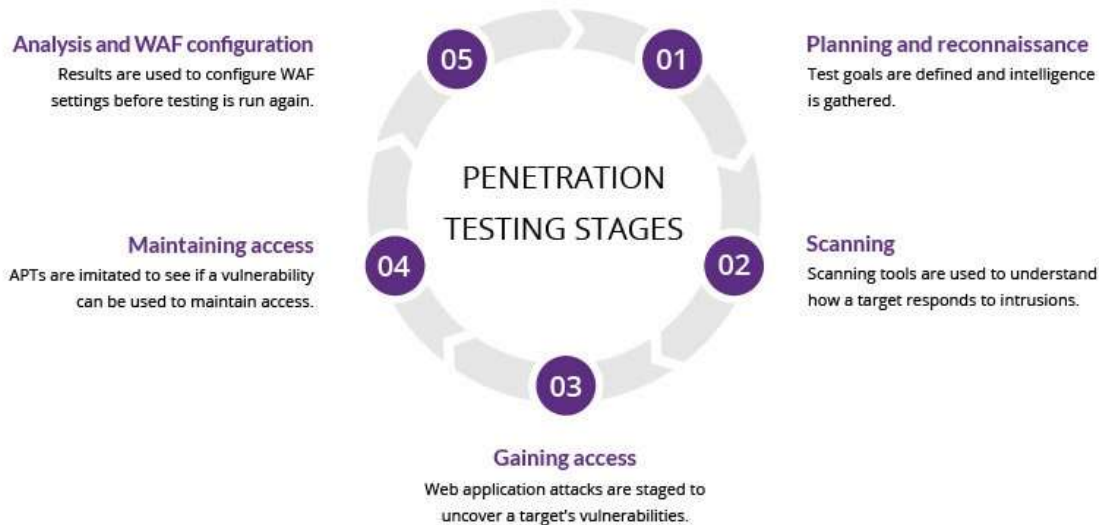 PENETRATION
TESTING STAGES
01
Planning and reconnaissance
Test goals are defined and intelligence
is gathered.
02
Scanning
Scanning tools are used to understand
how a target responds to intrusions.
03
Gaining access
Web application attacks are staged to
uncover a target's vulnerabilities.
04
Maintaining access
APTs are imitated to see if a vulnerability
can be used to maintain access.
05
Analysis and WAF configuration
Results are used to configure WAF
settings before testing is run again.